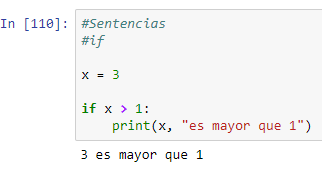 In [110]: #Sentencias
#if
x = 3
if x > 1:
    print(x, "es mayor que 1")
3 es mayor que 1